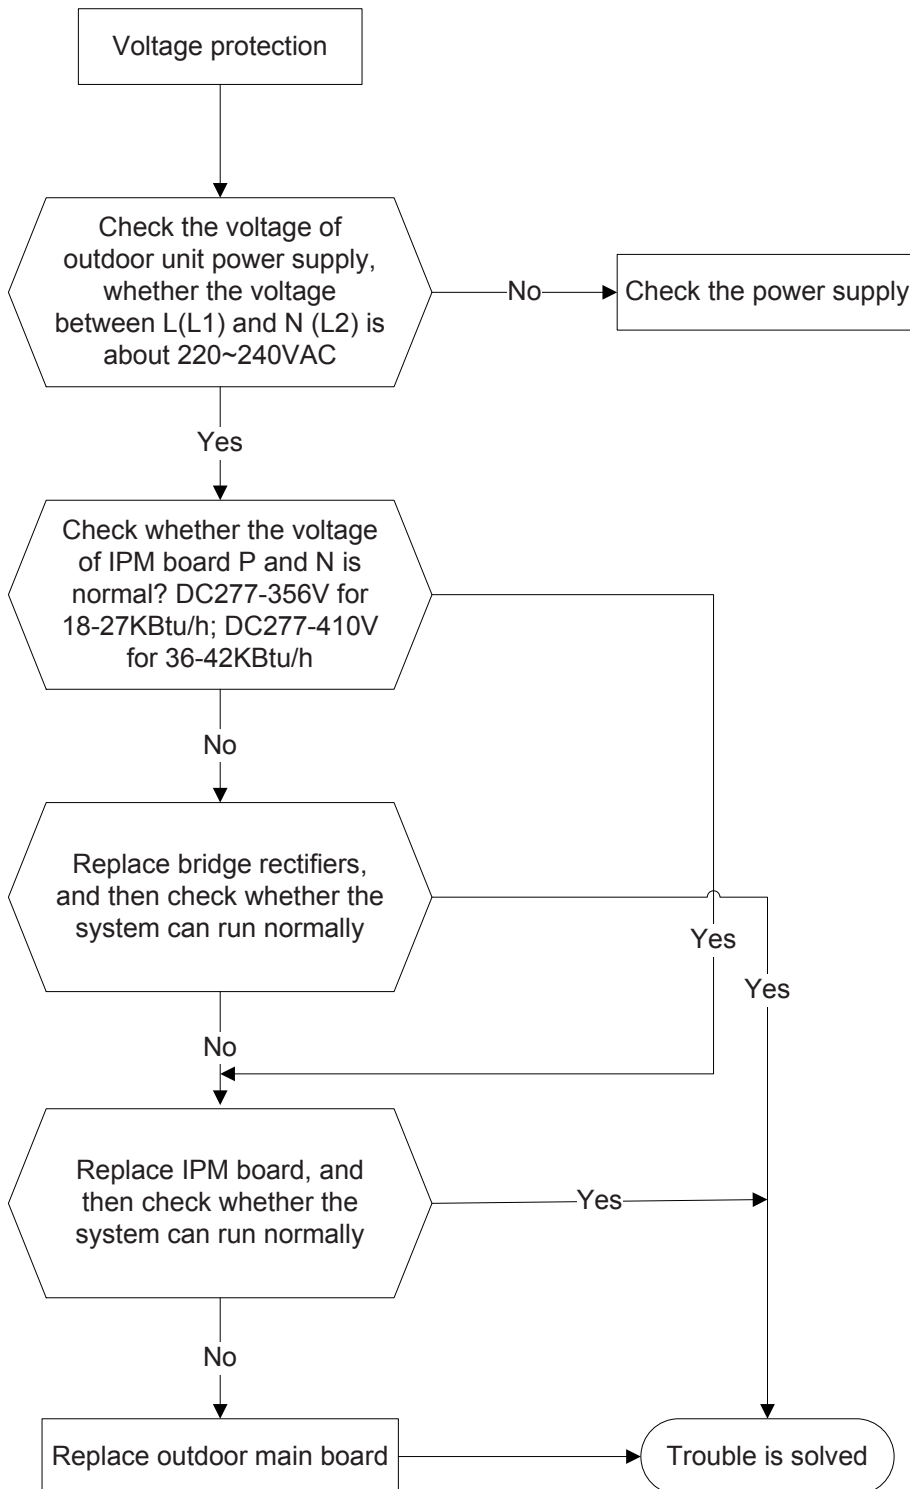 Voltage protection
Check the voltage of
outdoor unit power supply,
whether the voltage
between L(L1) and N (L2) is
about 220~240VAC
No
Check the power supply
Yes
Check whether the voltage
of IPM board P and N is
normal? DC277-356V for
18-27KBtu/h; DC277-410V
for 36-42KBtu/h
No
Replace bridge rectifiers,
and then check whether the
system can run normally
Yes
Yes
No
Replace IPM board, and
then check whether the
system can run normally
Yes
No
Replace outdoor main board
Trouble is solved